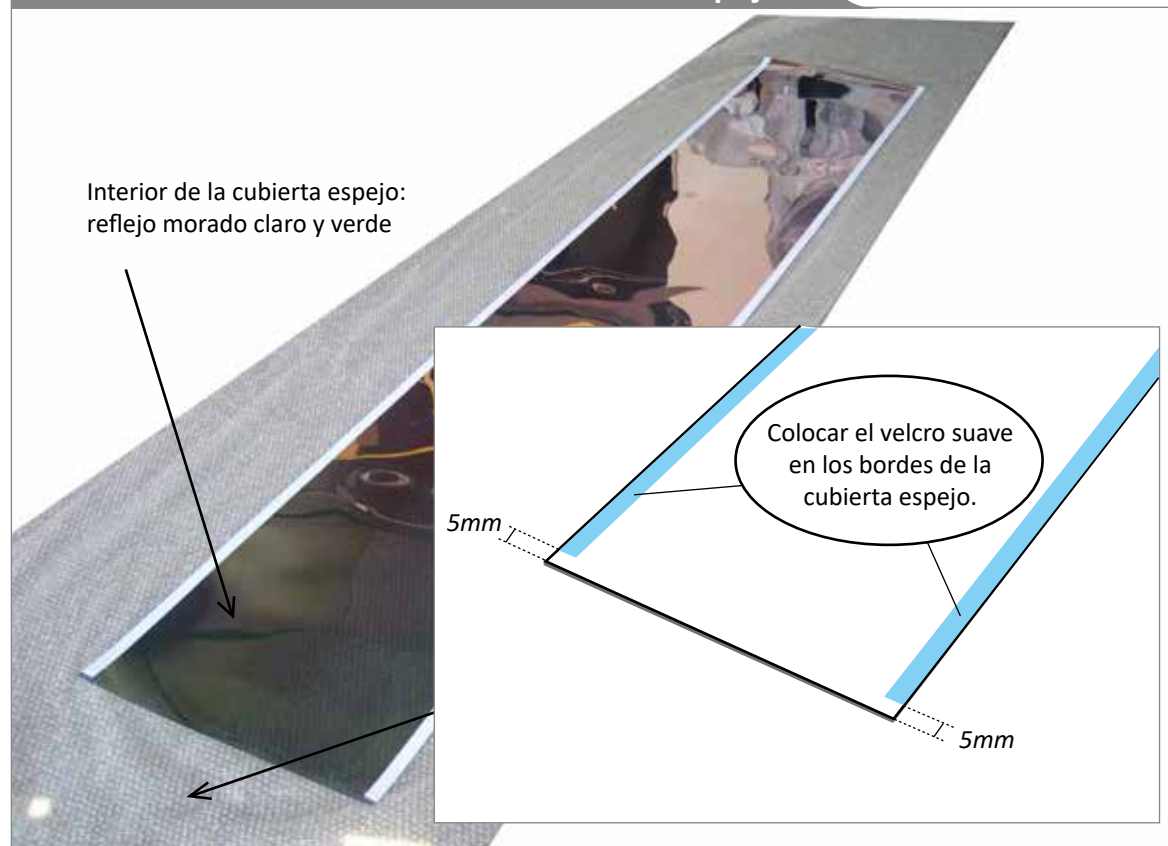 Interior de la cubierta espejo:
reflejo morado claro y verde
Colocar el velcro suave
en los bordes de la
cubierta espejo.
5mm
5mm